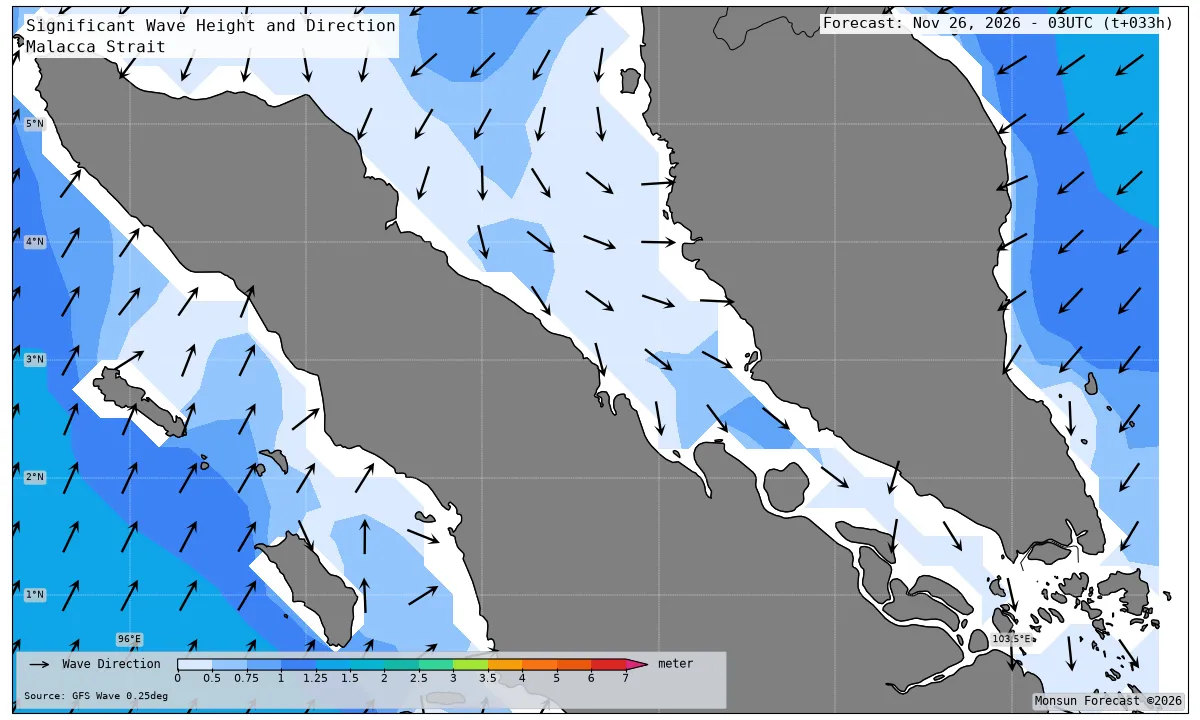 Significant Wave Height and Direction
Malacca Strait
Forecast: Nov 26, 2026 - 03UTC (t+033h)
5°N
4°N
3°N
2°N
1°N
96°E
103.5°E
Wave Direction
0 0.5 0.75 1 1.25 1.5 2 2.5 3 3.5 4 5 6 7
meter
Source: GFS Wave 0.25deg
Monsun Forecast ©2026